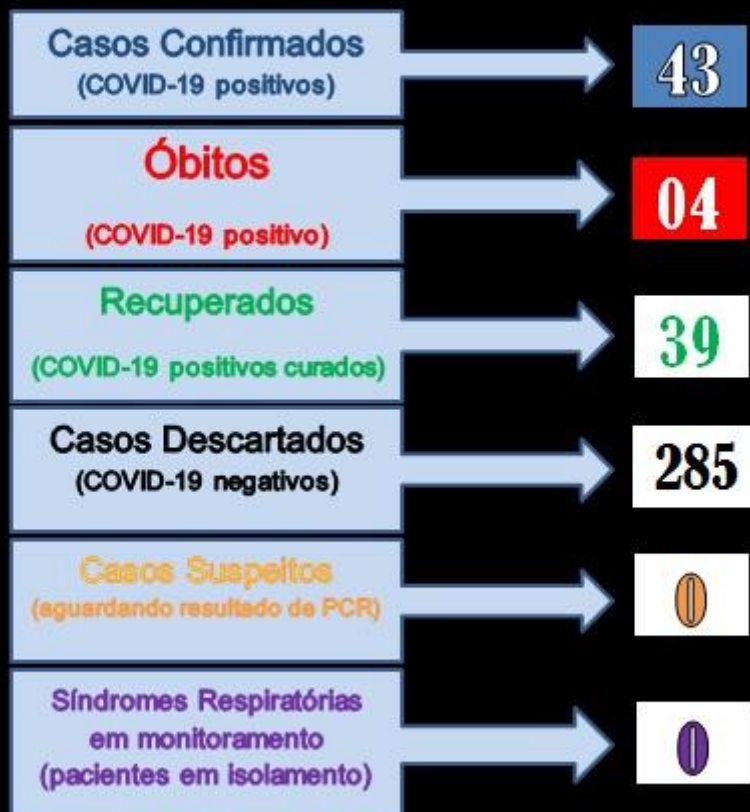 Casos Confirmados
(COVID-19 positivos)
43
Óbitos
(COVID-19 positivo)
04
Recuperados
(COVID-19 positivos curados)
39
Casos Descartados
(COVID-19 negativos)
285
Casos Suspeitos
(aguardando resultado de PCR)
0
Síndromes Respiratórias
em monitoramento
(pacientes em isolamento)
0